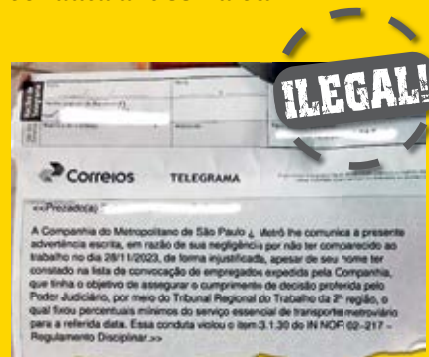 ILEGAL!
Correios TELEGRAMA
<<Prezado(a)
A Companhia do Metropolitano de São Paulo ¿ Metrô lhe comunica a presente
advertência escrita, em razão de sua negligência por não ter comparecido ao
trabalho no dia 28/11/2023, de forma injustificada, apesar de seu nome ter
constado na lista de convocação de empregados expedida pela Companhia,
que tinha o objetivo de assegurar o cumprimento de decisão proferida pelo
Poder Judiciário, por meio do Tribunal Regional do Trabalho da 2ª região, o
qual fixou percentuais mínimos do serviço essencial de transporte metroviário
para a referida data. Essa conduta violou o item 3.1.30 do IN NOR 02-217 –
Regulamento Disciplinar.>>